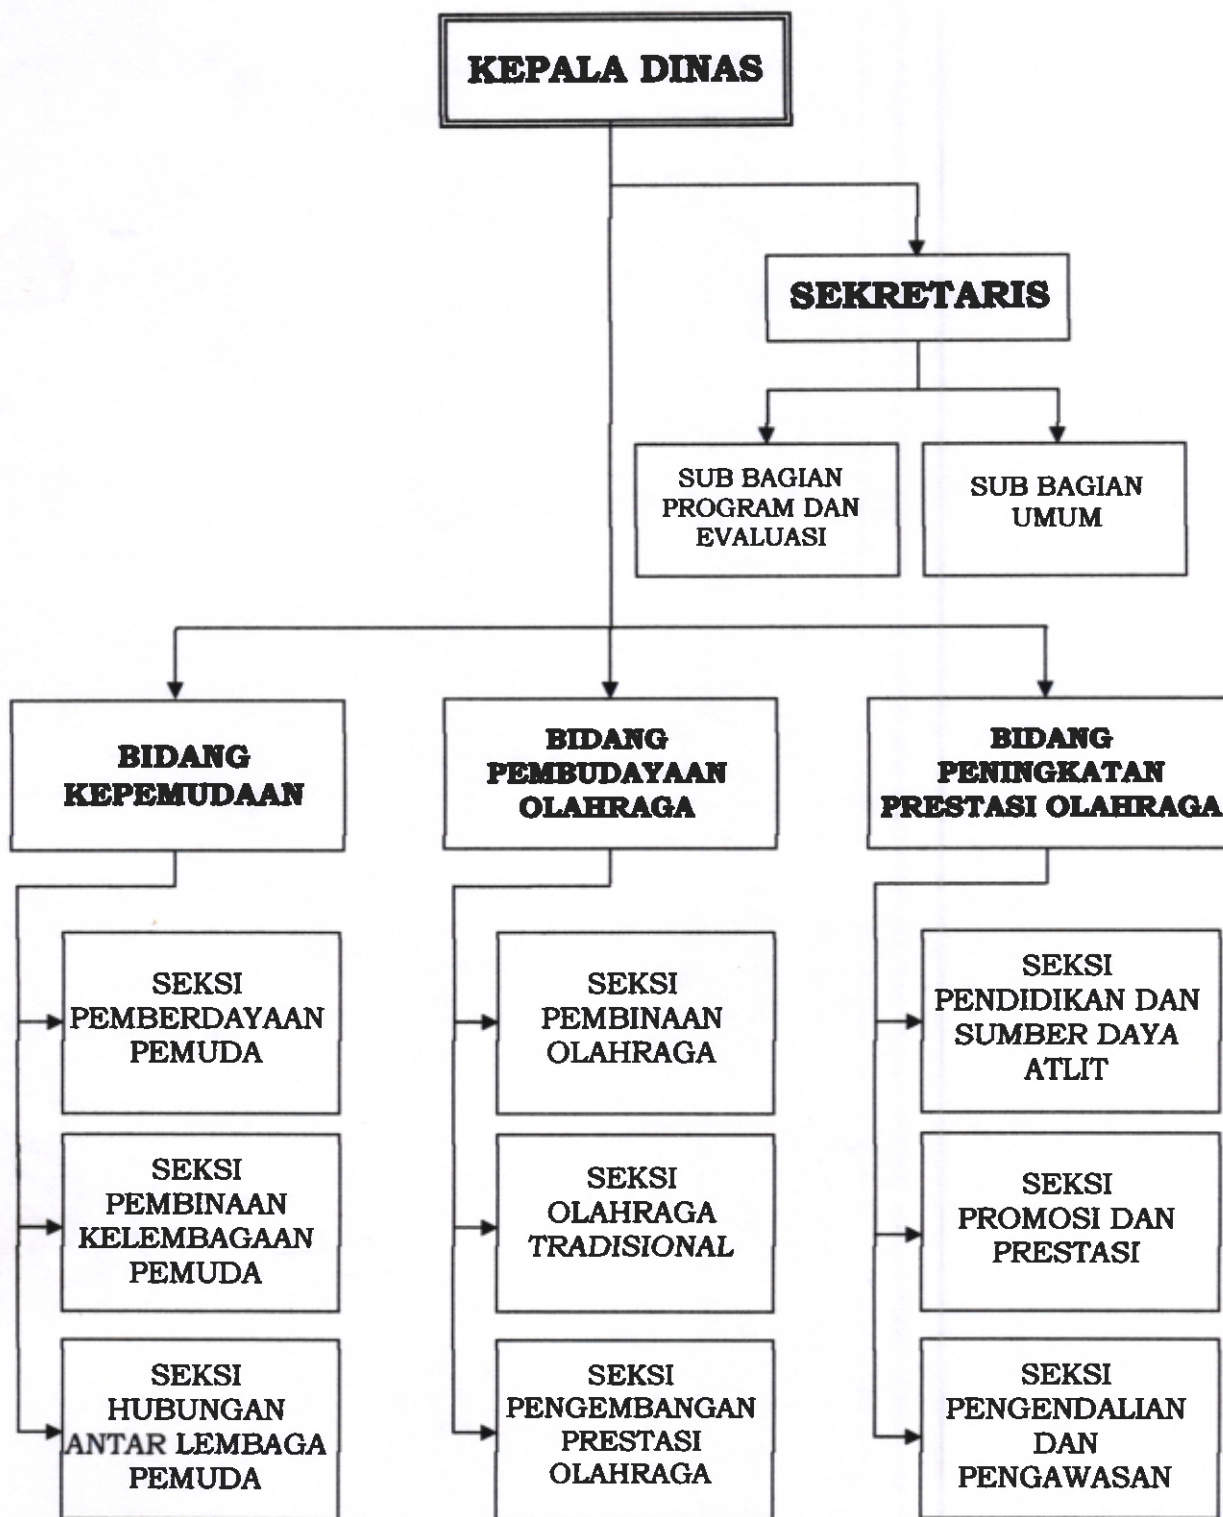 KEPALA DINAS
SEKRETARIS
SUB BAGIAN
PROGRAM DAN
EVALUASI
SUB BAGIAN
UMUM
BIDANG
KEPEMUDAAN
BIDANG
PEMBUDAYAAN
OLAHRAGA
BIDANG
PENINGKATAN
PRESTASI OLAHRAGA
SEKSI
PEMBERDAYAAN
PEMUDA
SEKSI
PEMBINAAN
KELEMBAGAAN
PEMUDA
SEKSI
HUBUNGAN
ANTAR LEMBAGA
PEMUDA
SEKSI
PEMBINAAN
OLAHRAGA
SEKSI
OLAHRAGA
TRADISIONAL
SEKSI
PENGEMBANGAN
PRESTASI
OLAHRAGA
SEKSI
PENDIDIKAN DAN
SUMBER DAYA
ATLIT
SEKSI
PROMOSI DAN
PRESTASI
SEKSI
PENGENDALIAN
DAN
PENGAWASAN